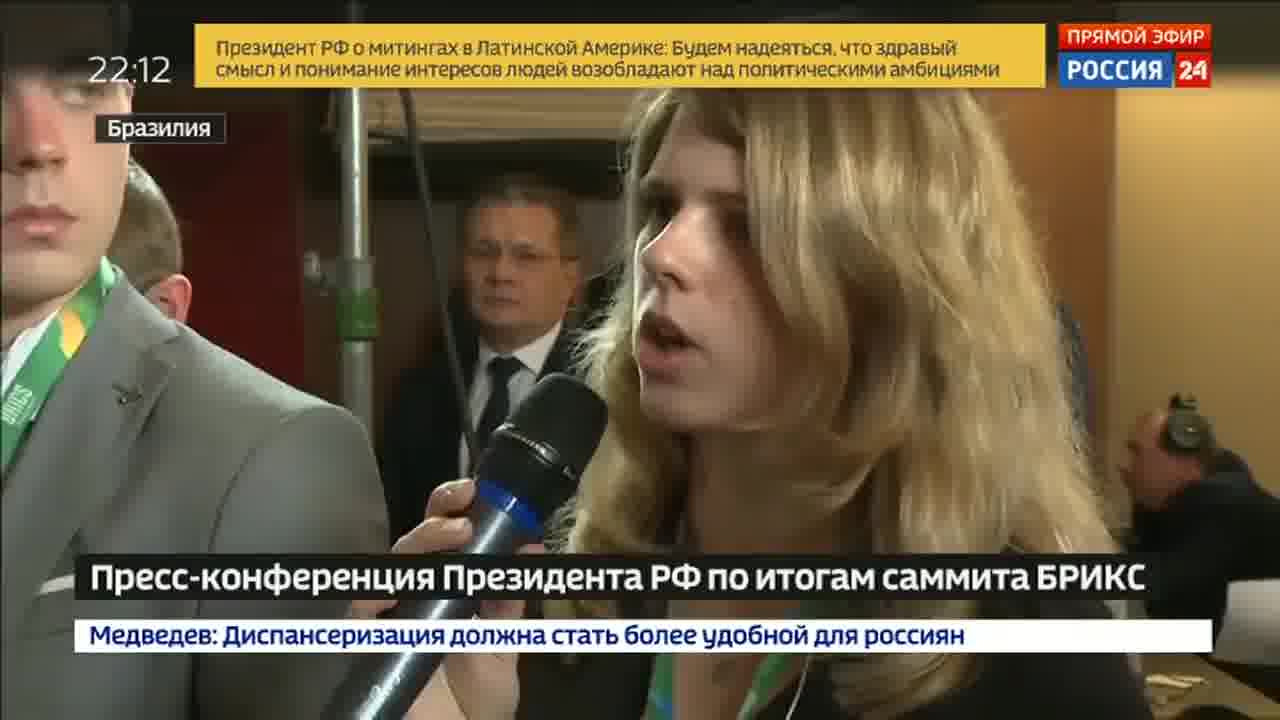 22:12
Президент РФ о митингах в Латинской Америке: Будем надеяться, что здравый
смысл и понимание интересов людей возобладают над политическими амбициями
ПРЯМОЙ ЭФИР
РОССИЯ 24
Бразилия
BRICS
Пресс-конференция Президента РФ по итогам саммита БРИКС
Медведев: Диспансеризация должна стать более удобной для россиян